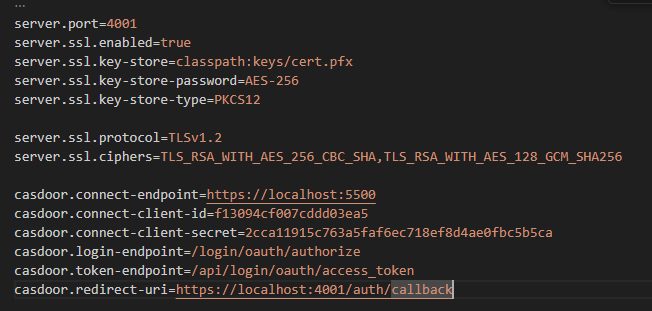 ...
server.port=4001
server.ssl.enabled=true
server.ssl.key-store=classpath:keys/cert.pfx
server.ssl.key-store-password=AES-256
server.ssl.key-store-type=PKCS12
server.ssl.protocol=TLSv1.2
server.ssl.ciphers=TLS_RSA_WITH_AES_256_CBC_SHA,TLS_RSA_WITH_AES_128_GCM_SHA256
casdoor.connect-endpoint=https://localhost:5500
casdoor.connect-client-id=f13094cf007cddd03ea5
casdoor.connect-client-secret=2cca11915c763a5faf6ec718ef8d4ae0fbc5b5ca
casdoor.login-endpoint=/login/oauth/authorize
casdoor.token-endpoint=/api/login/oauth/access_token
casdoor.redirect-uri=https://localhost:4001/auth/callback